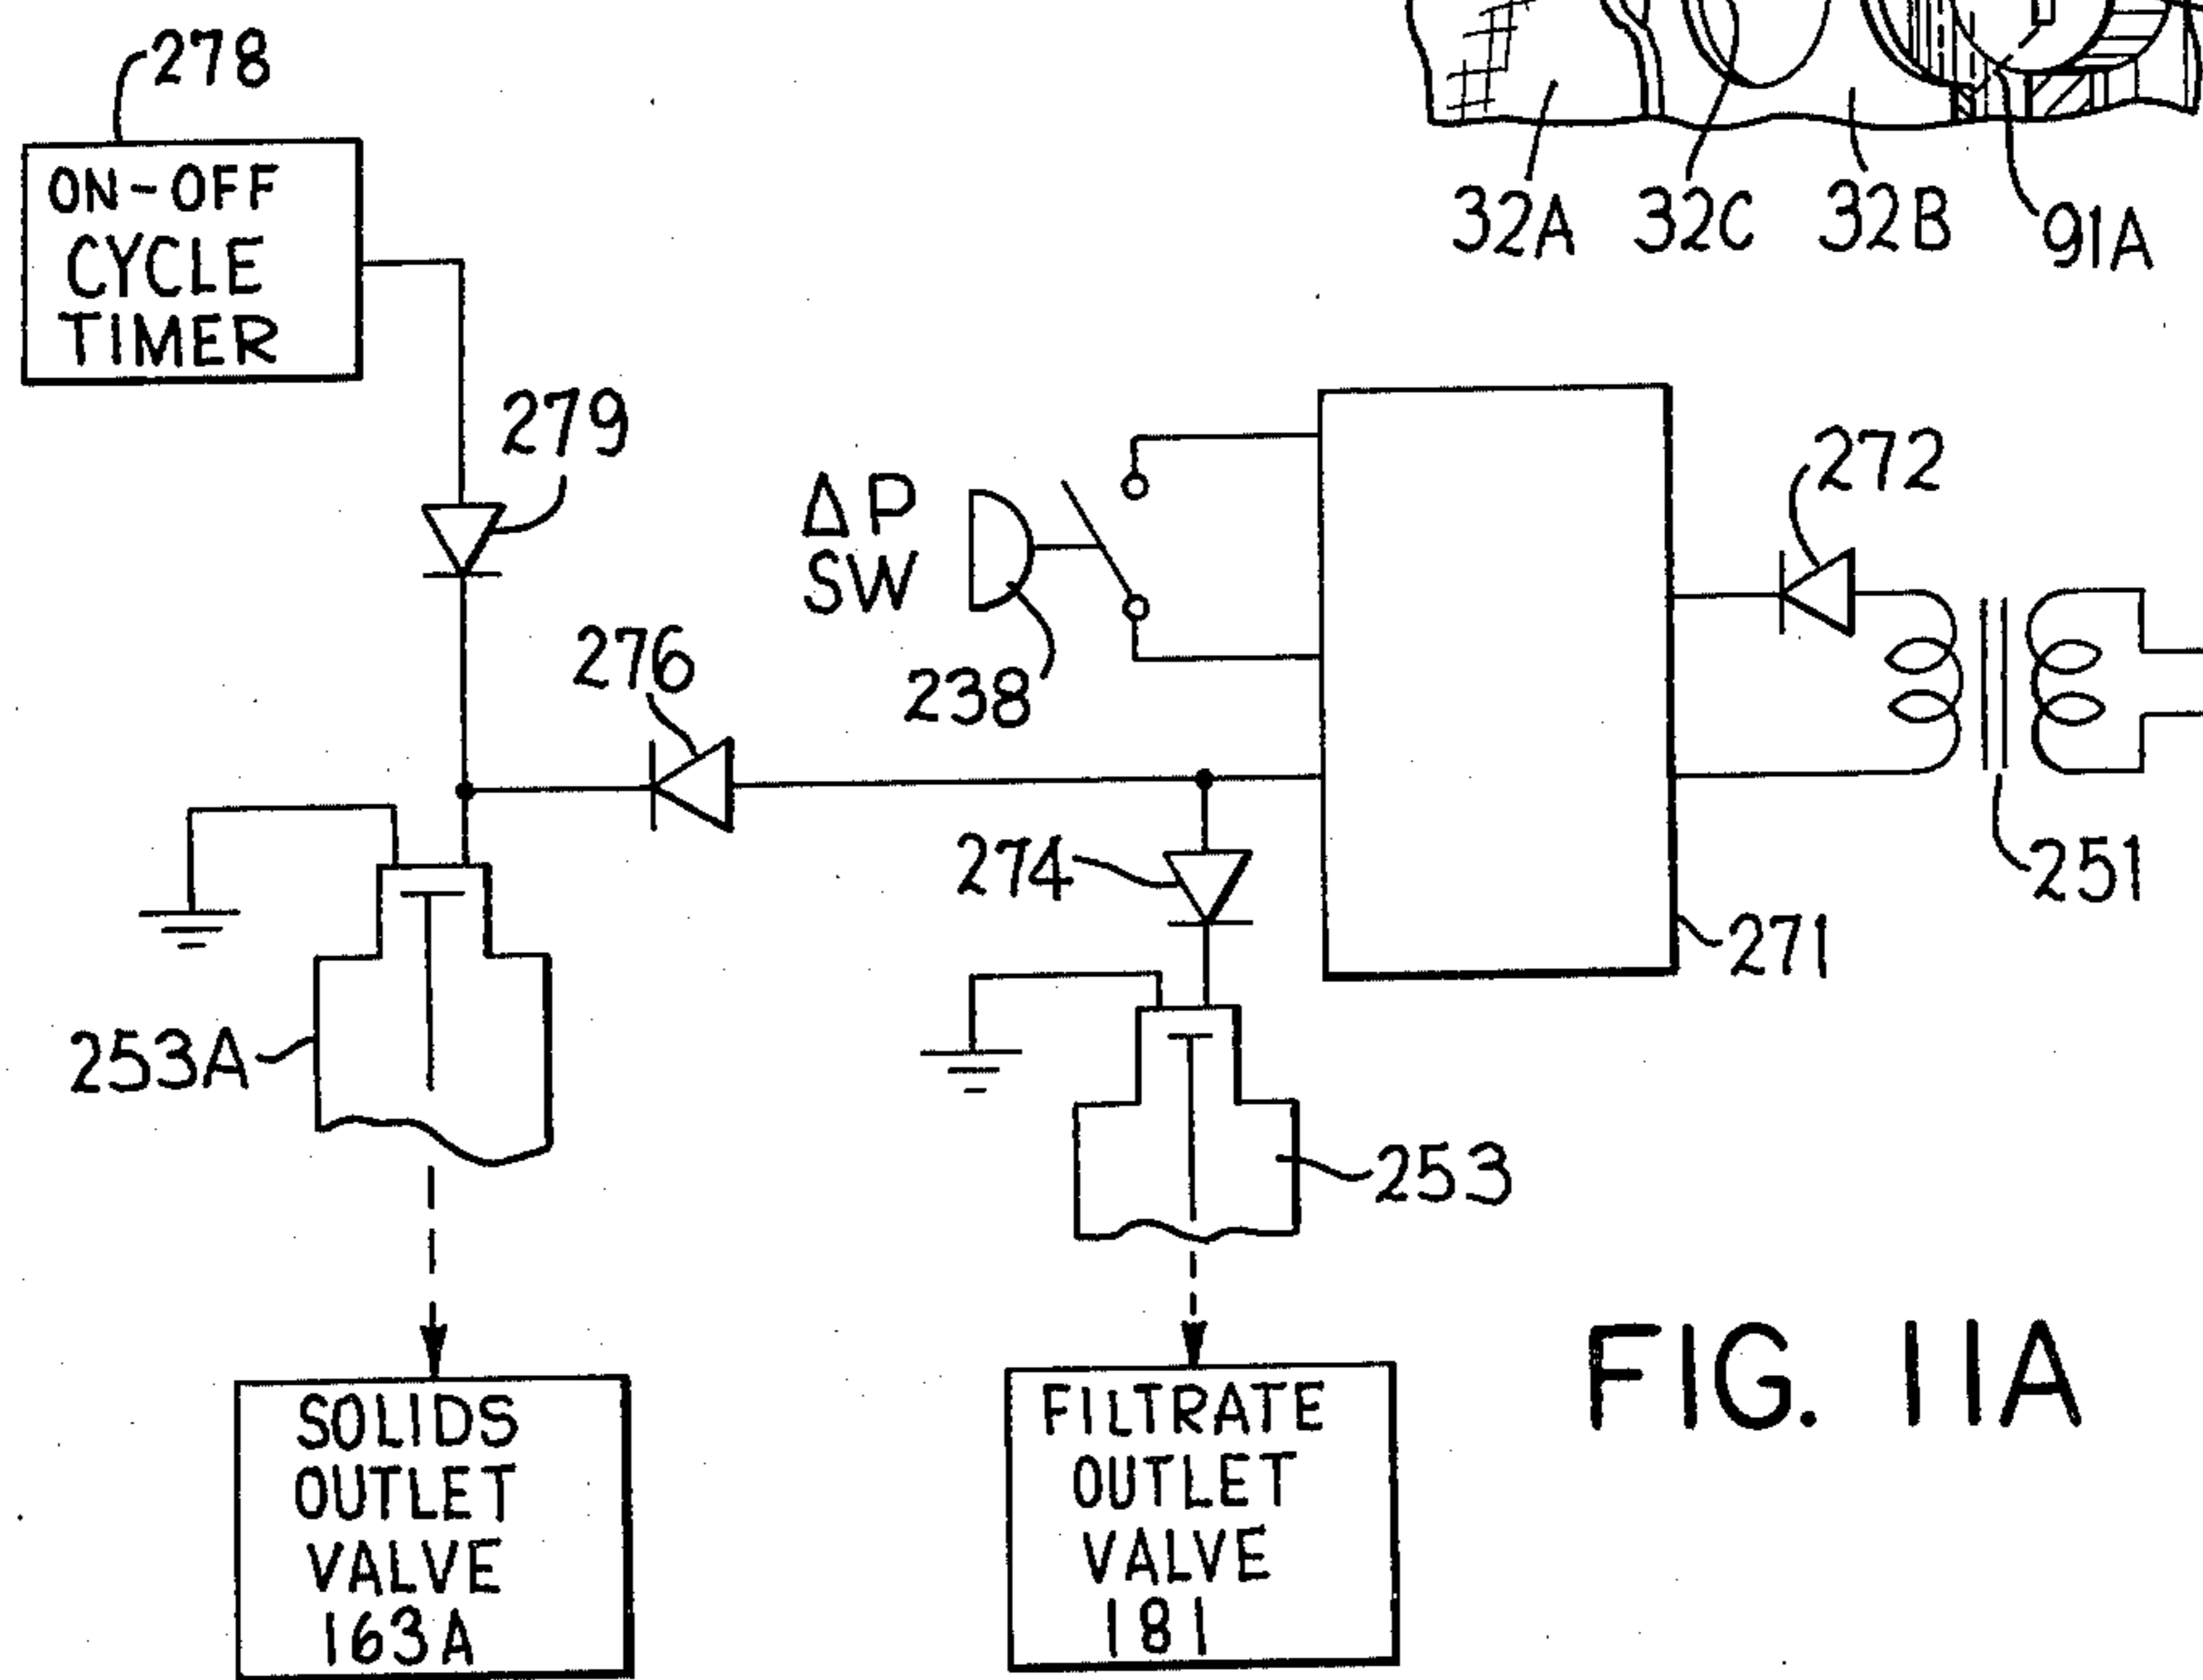 278
ON-OFF
CYCLE
TIMER
32A 32C 32B 91A
279
ΔP
SW
272
276
238
274
251
271
253A
253
SOLIDS
OUTLET
VALVE
163A
FILTRATE
OUTLET
VALVE
181
FIG. 11A